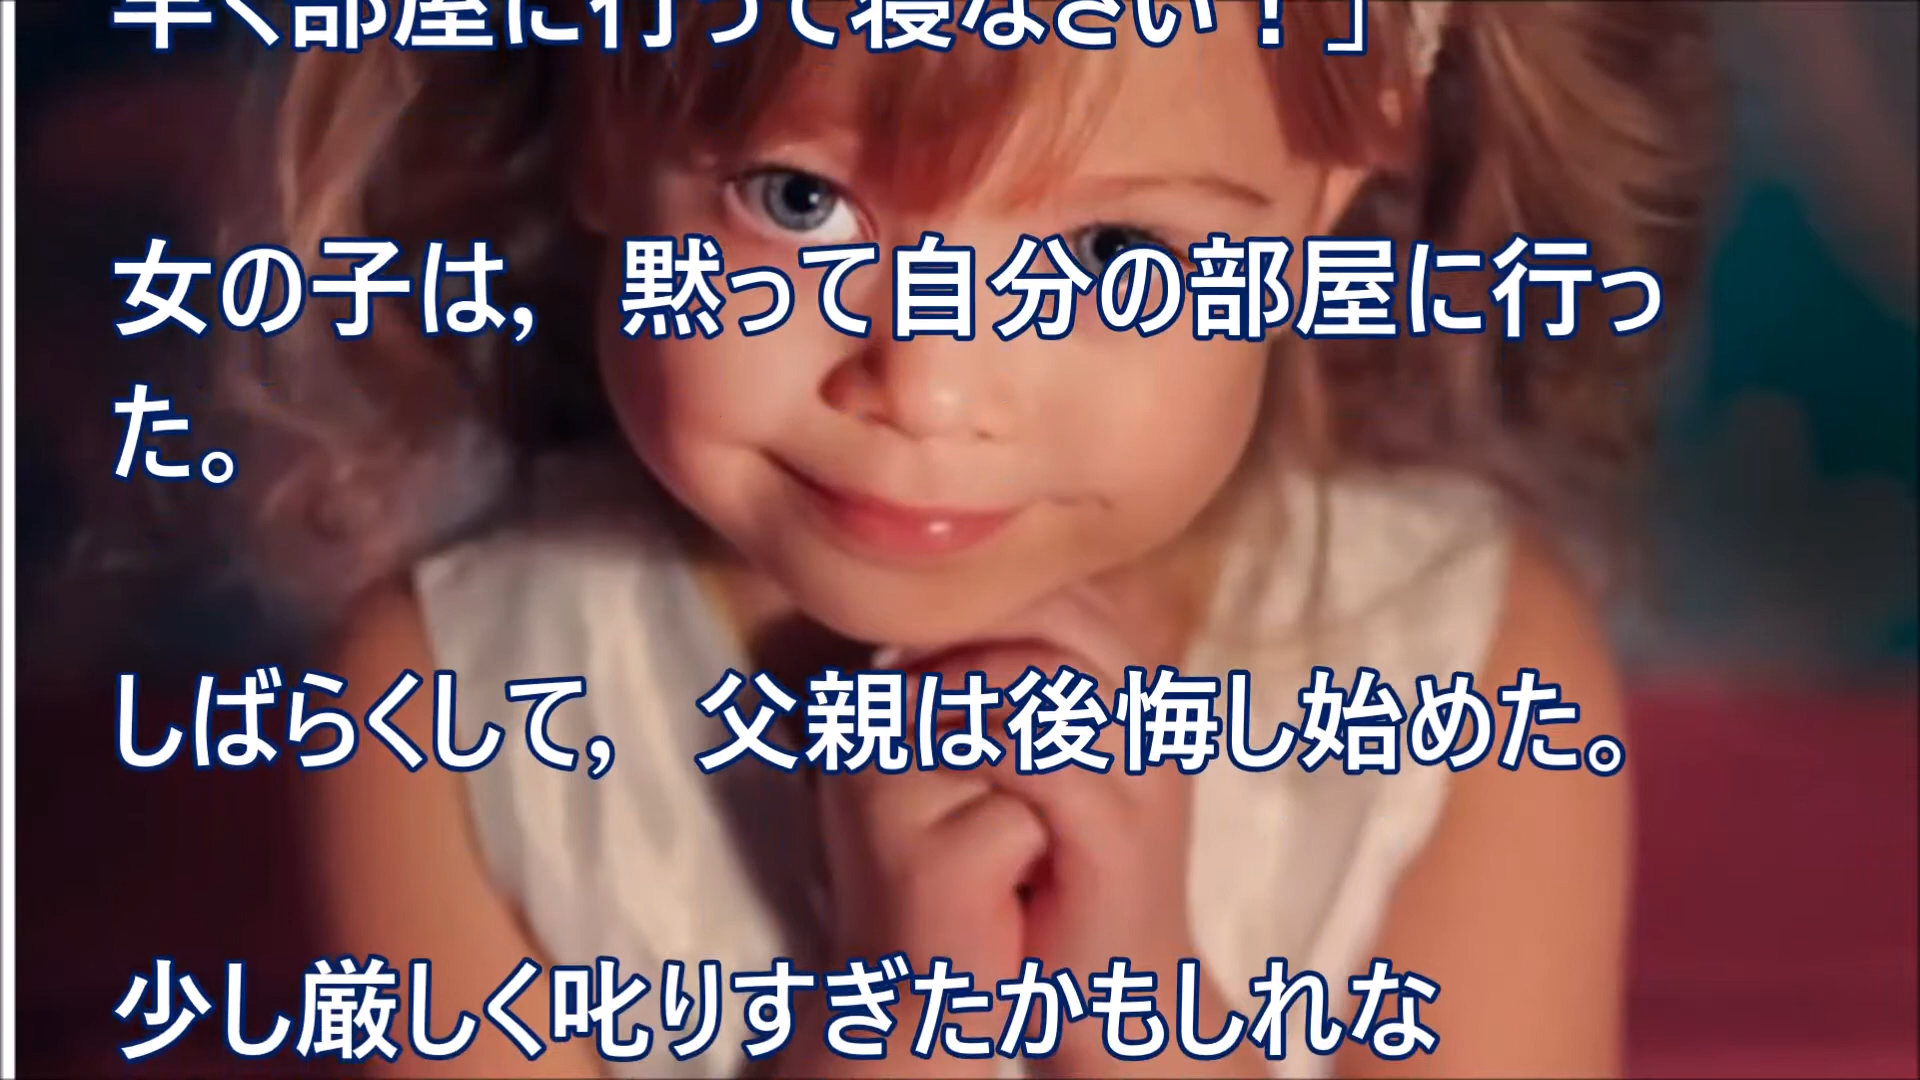 早く部屋に行って寝なさい！」
女の子は,　黙って自分の部屋に行っ
た。
しばらくして,　父親は後悔し始めた。
少し厳しく叱りすぎたかもしれな